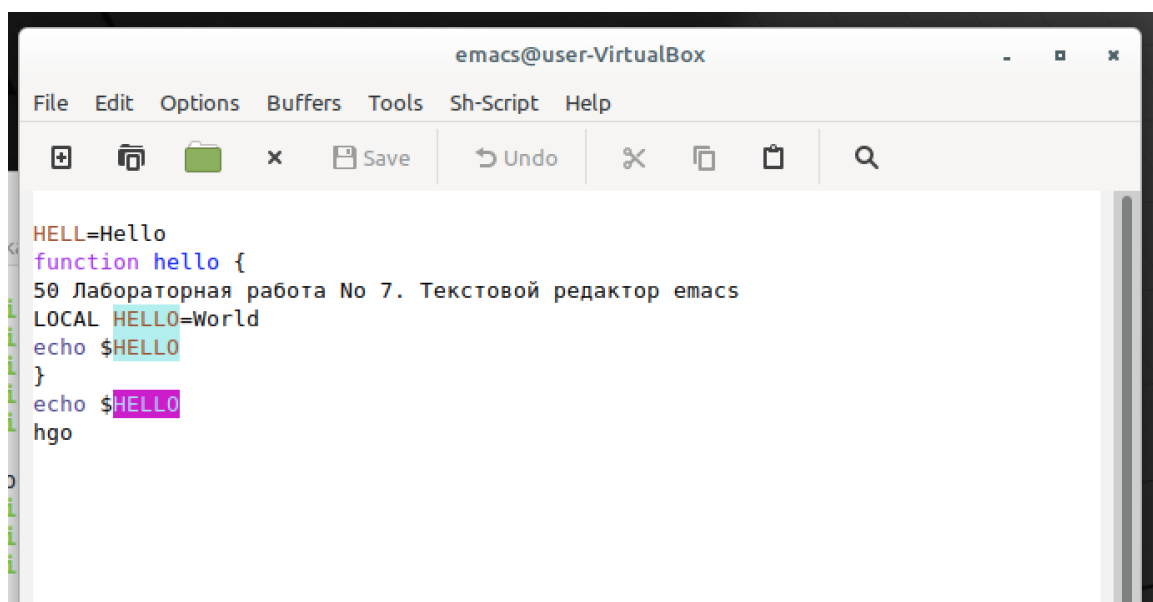 emacs@user-VirtualBox
File Edit Options Buffers Tools Sh-Script Help
Save Undo
HELL=Hello
function hello {
50 Лабораторная работа No 7. Текстовой редактор emacs
LOCAL HELLO=World
echo $HELLO
}
echo $HELLO
hgo